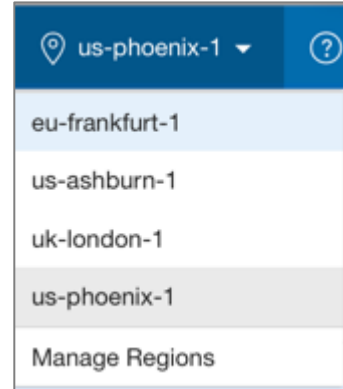 us-phoenix-1
?
eu-frankfurt-1
us-ashburn-1
uk-london-1
us-phoenix-1
Manage Regions